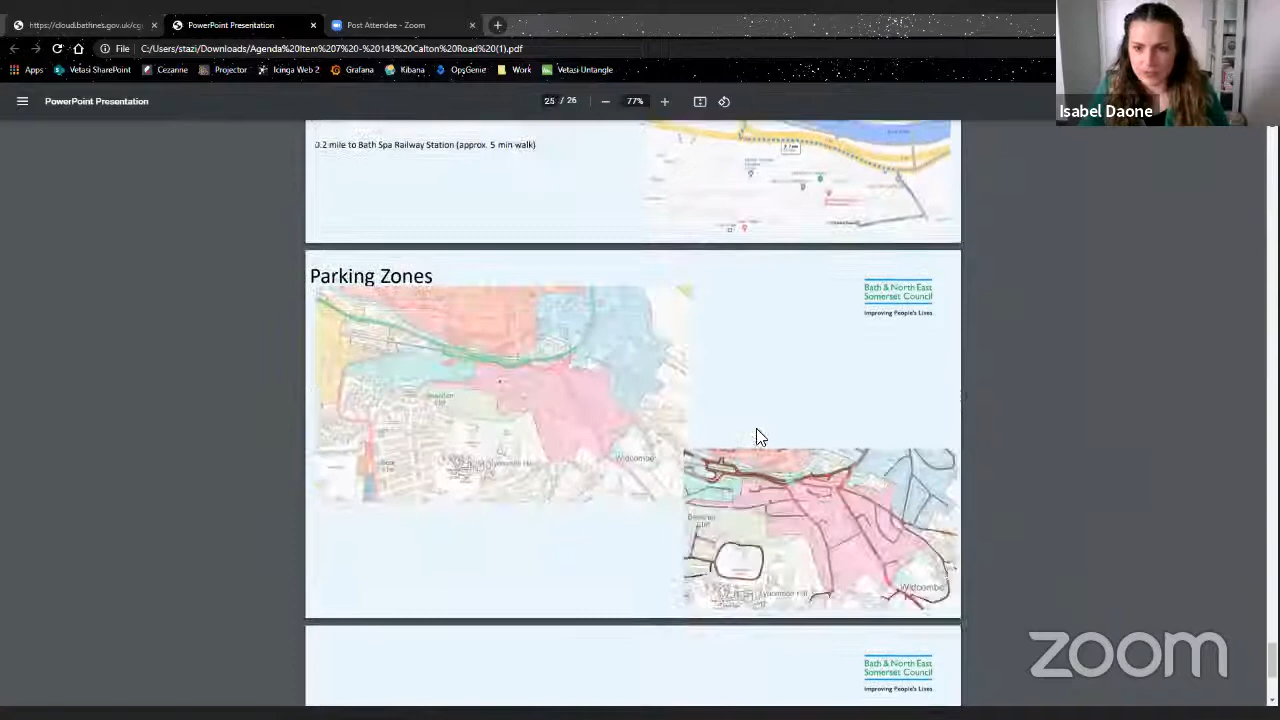 https://cloud.bathnes.gov.uk/co
PowerPoint Presentation
Post Attendee - Zoom
File
C:/Users/stazi/Downloads/Agenda%20Item%207%20-%20143%20Calton%20Road%20(1).pdf
Apps
Vetasi SharePoint
Cezanne
Projector
Icinga Web 2
Grafana
Kibana
OpsGenie
Work
Vetasi Untangle
Isabel Daone
PowerPoint Presentation
25 / 26
77%
0.2 mile to Bath Spa Railway Station (approx. 5 min walk)
Parking Zones
Bath & North East
Somerset Council
Improving People's Lives
Widcombe
Widcombe
zoom
Bath & North East
Somerset Council
Improving People's Lives